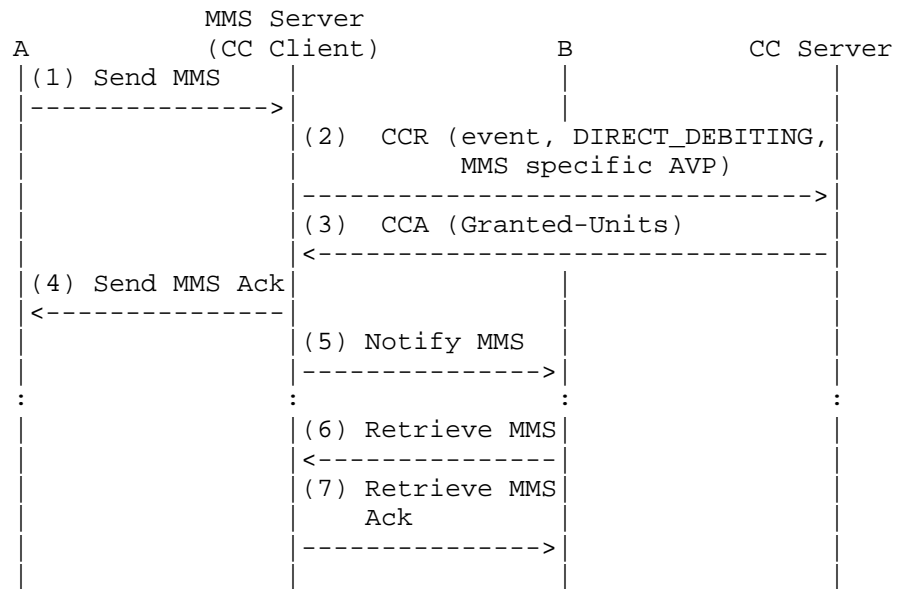 MMS Server
A (CC Client) B CC Server
(1) Send MMS
(2) CCR (event, DIRECT_DEBITING,
MMS specific AVP)
(3) CCA (Granted-Units)
(4) Send MMS Ack
(5) Notify MMS
(6) Retrieve MMS
(7) Retrieve MMS
Ack